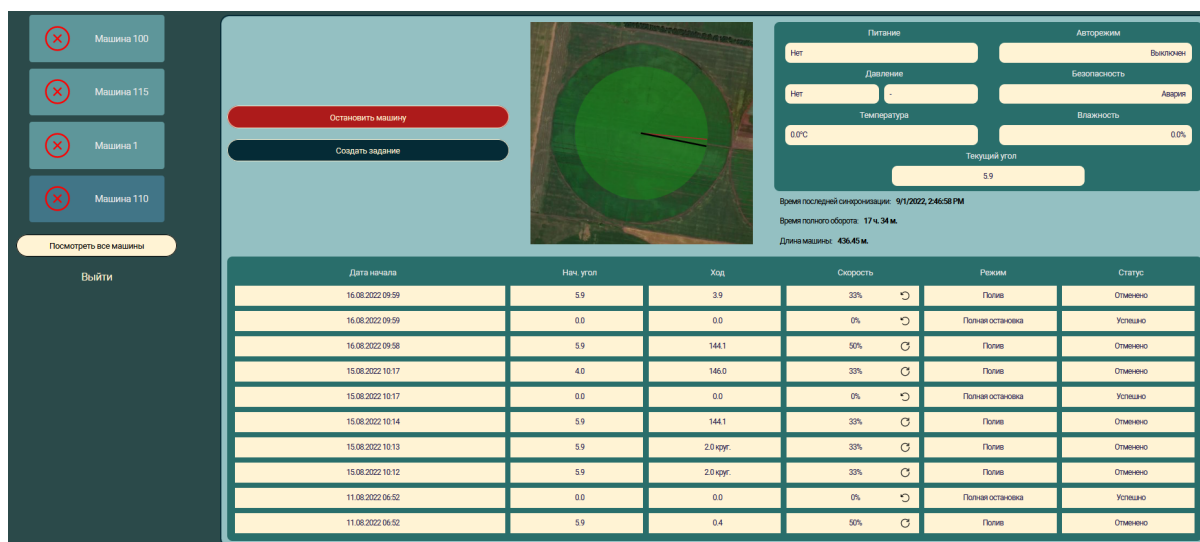 Машина 100
Машина 115
Машина 1
Машина 110
Посмотреть все машины
Выйти
Остановить машину
Создать задание
Питание Авторежим
Нет Выключен
Давление Безопасность
Нет - Авария
Температура Влажность
0.0°C 0.0%
Текущий угол
5.9
Время последней синхронизации: 9/1/2022, 2:46:58 PM
Время полного оборота: 17 ч. 34 м.
Длина машины: 436.45 м.
Дата начала Нач. угол Ход Скорость Режим Статус
16.08.2022 09:59 5.9 3.9 33% Полив Отменено
16.08.2022 09:59 0.0 0.0 0% Полная остановка Успешно
16.08.2022 09:58 5.9 144.1 50% Полив Отменено
15.08.2022 10:17 4.0 146.0 33% Полив Отменено
15.08.2022 10:17 0.0 0.0 0% Полная остановка Успешно
15.08.2022 10:14 5.9 144.1 33% Полив Отменено
15.08.2022 10:13 5.9 2.0 круг. 33% Полив Отменено
15.08.2022 10:12 5.9 2.0 круг. 33% Полив Отменено
11.08.2022 06:52 0.0 0.0 0% Полная остановка Успешно
11.08.2022 06:52 5.9 0.4 50% Полив Отменено